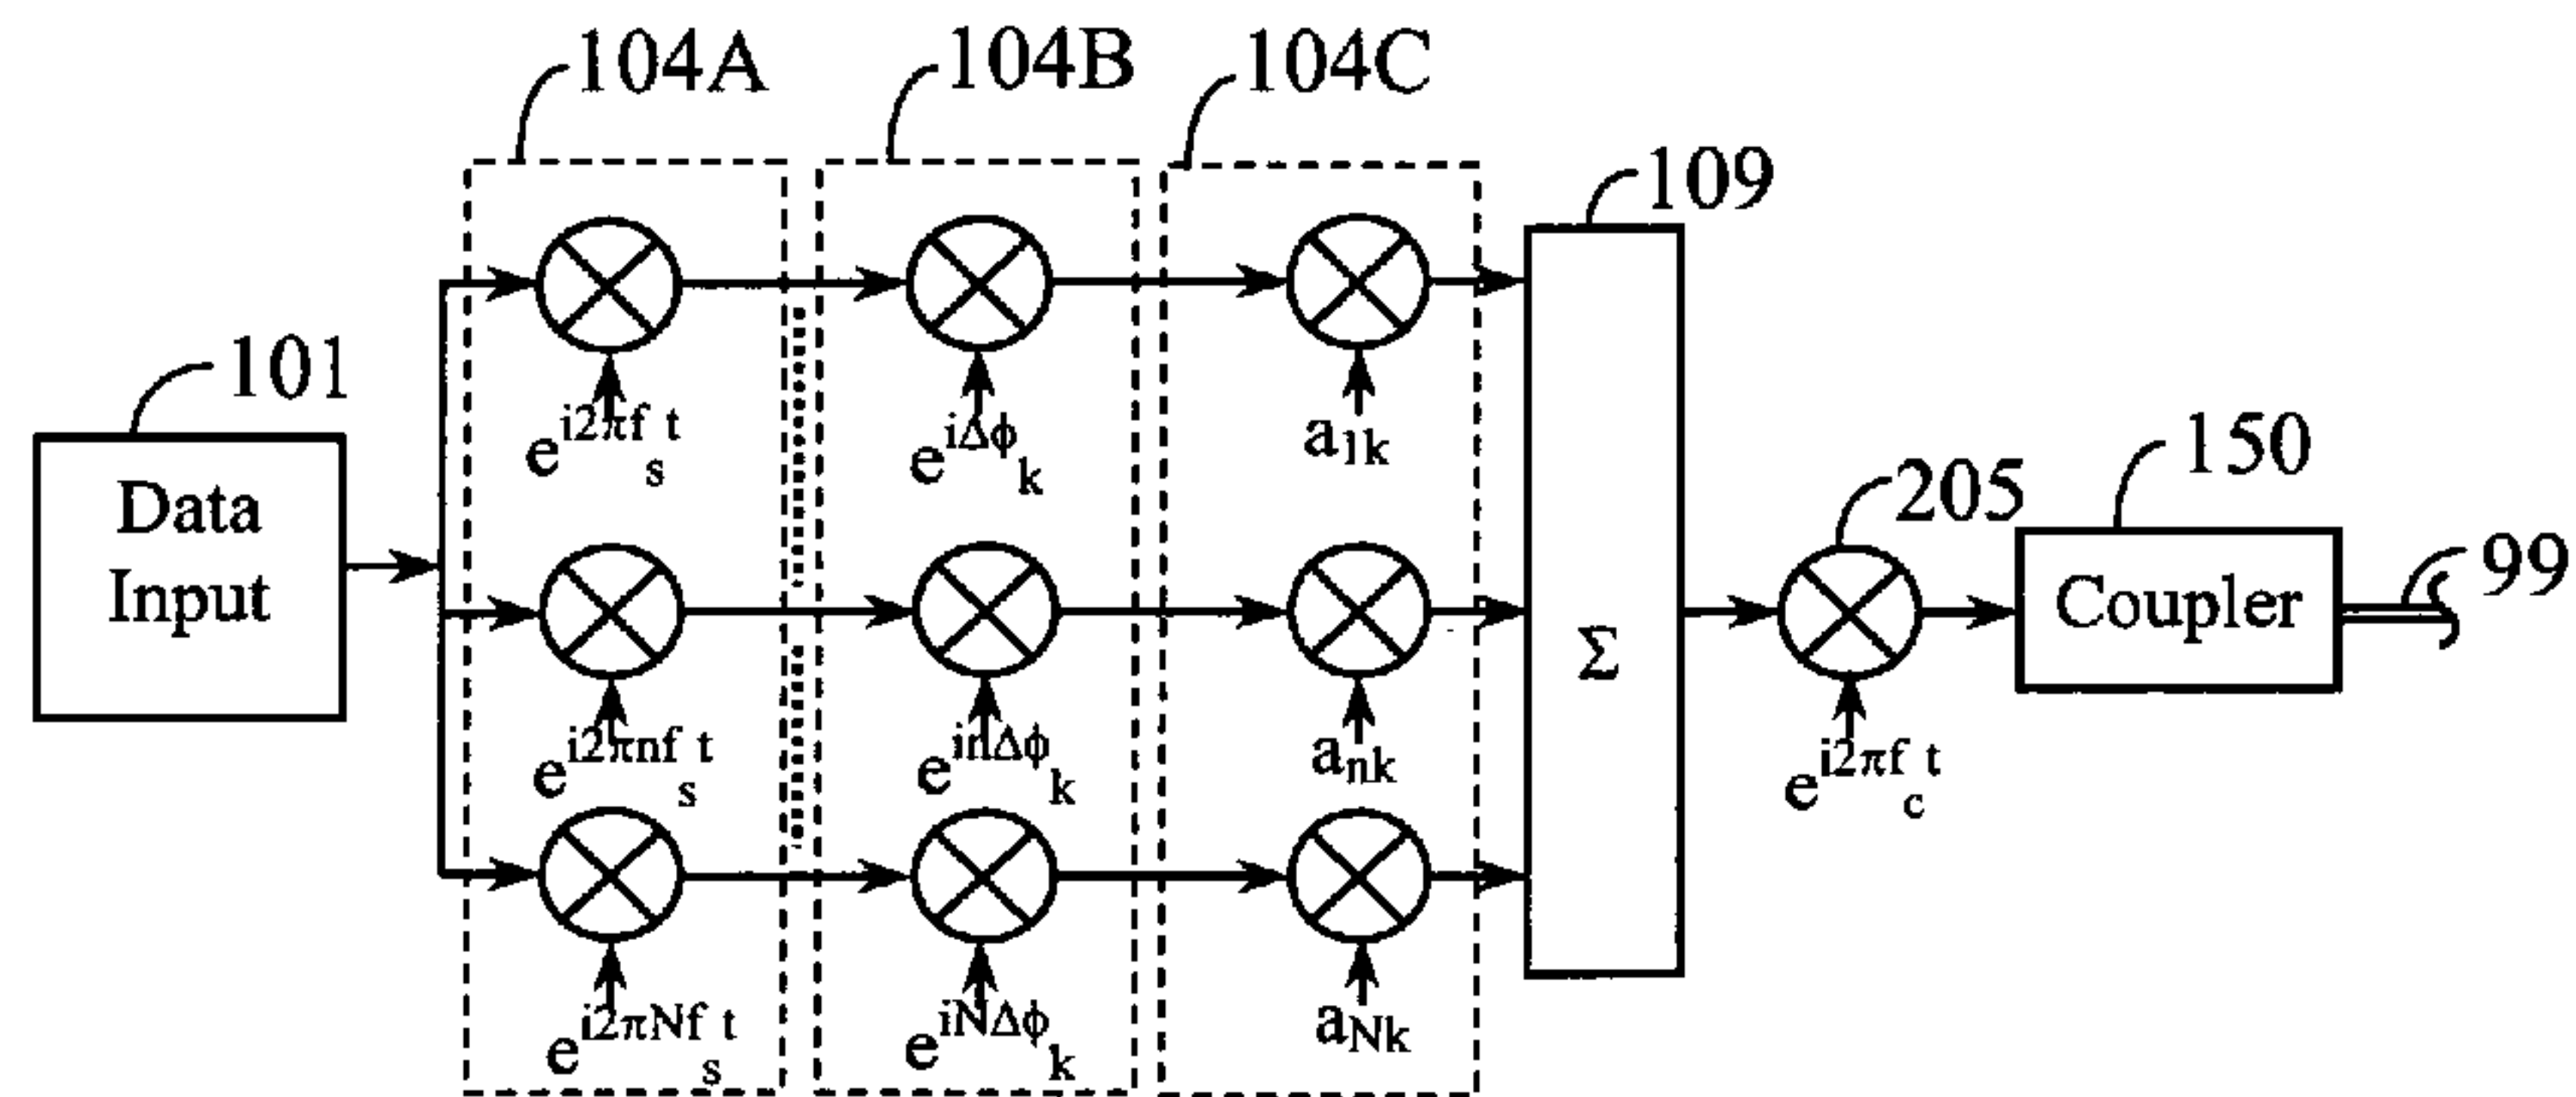 104A 104B 104C
109
101
Data
Input
e^{i2πf_s t} e^{iΔϕ_k} a_{1k}
150
205
99
Coupler
Σ
e^{i2πnf_s t} e^{inΔϕ_k} a_{nk} e^{i2πf_c t}
e^{i2πNf_s t} e^{iNΔϕ_k} a_{Nk}